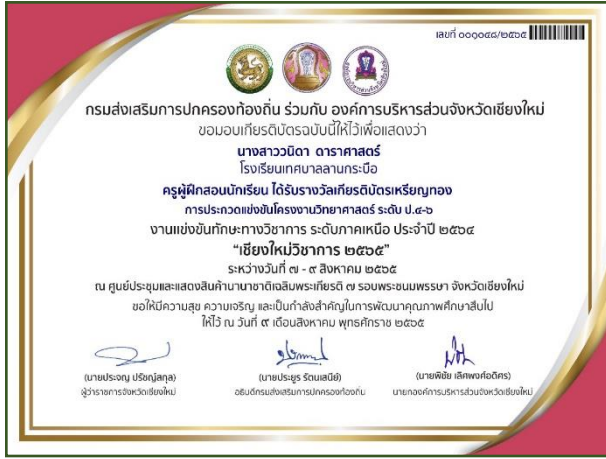 เลขที่ ๐๐๑๐๔๘/๒๕๖๕
กรมส่งเสริมการปกครองท้องถิ่น ร่วมกับ องค์การบริหารส่วนจังหวัดเชียงใหม่
ขอมอบเกียรติบัตรฉบับนี้ให้ไว้เพื่อแสดงว่า
นางสาววนิดา ดาราศาสตร์
โรงเรียนเทศบาลลานกระบือ
ครูผู้ฝึกสอนนักเรียน ได้รับรางวัลเกียรติบัตรเหรียญทอง
การประกวดแข่งขันโครงงานวิทยาศาสตร์ ระดับ ป.๔-๖
งานแข่งขันทักษะทางวิชาการ ระดับภาคเหนือ ประจำปี ๒๕๖๔
“เชียงใหม่วิชาการ ๒๕๖๕”
ระหว่างวันที่ ๗ - ๙ สิงหาคม ๒๕๖๕
ณ ศูนย์ประชุมและแสดงสินค้านานาชาติเฉลิมพระเกียรติ ๗ รอบพระชนมพรรษา จังหวัดเชียงใหม่
ขอให้มีความสุข ความเจริญ และเป็นกำลังสำคัญในการพัฒนาคุณภาพศึกษาสืบไป
ให้ไว้ ณ วันที่ ๙ เดือนสิงหาคม พุทธศักราช ๒๕๖๕
(นายประจญ ปรัชญ์สกุล) (นายประยูร รัตนเสนีย์) (นายพิชัย เลิศพงศ์อดิศร)
ผู้ว่าราชการจังหวัดเชียงใหม่ อธิบดีกรมส่งเสริมการปกครองท้องถิ่น นายกองค์การบริหารส่วนจังหวัดเชียงใหม่